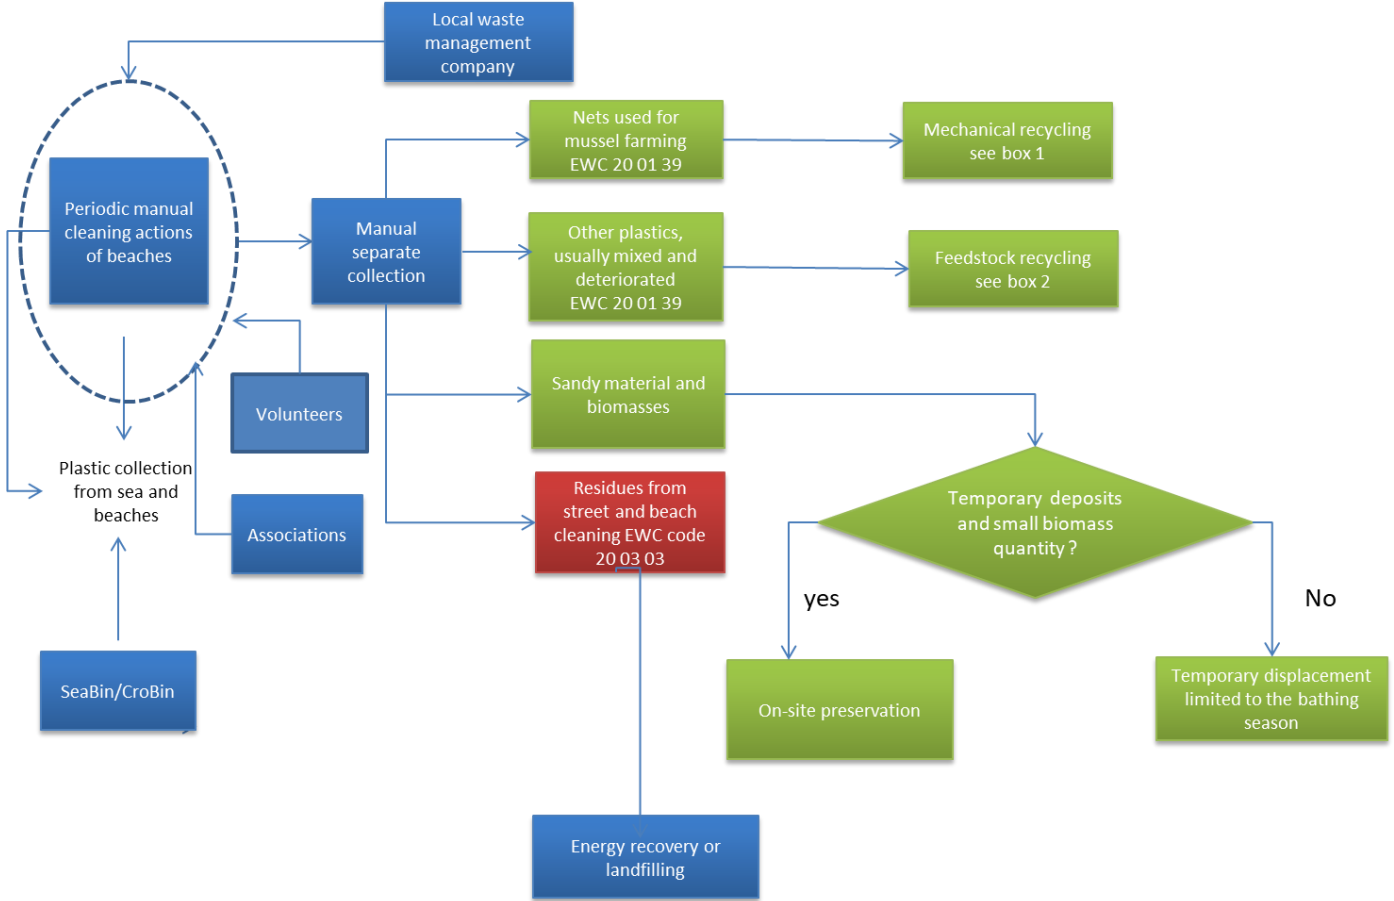 Local waste
management
company
Nets used for
mussel farming
EWC 20 01 39
Mechanical recycling
see box 1
Periodic manual
cleaning actions
of beaches
Manual
separate
collection
Other plastics,
usually mixed and
deteriorated
EWC 20 01 39
Feedstock recycling
see box 2
Volunteers
Sandy material and
biomasses
Plastic collection
from sea and
beaches
Associations
Residues from
street and beach
cleaning EWC code
20 03 03
Temporary deposits
and small biomass
quantity ?
yes
No
SeaBin/CroBin
On-site preservation
Temporary displacement
limited to the bathing
season
Energy recovery or
landfilling